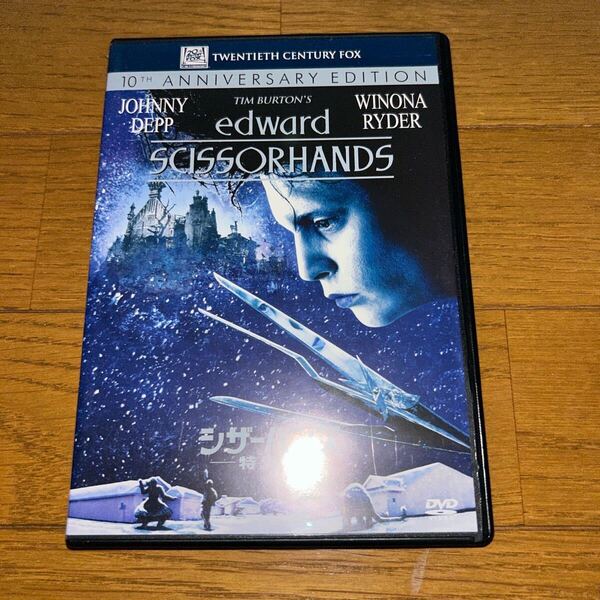 TWENTIETH CENTURY FOX
10TH ANNIVERSARY EDITION
JOHNNY DEPP
TIM BURTON'S
WINONA RYDER
edward
SCISSORHANDS
シザー
特
DVD